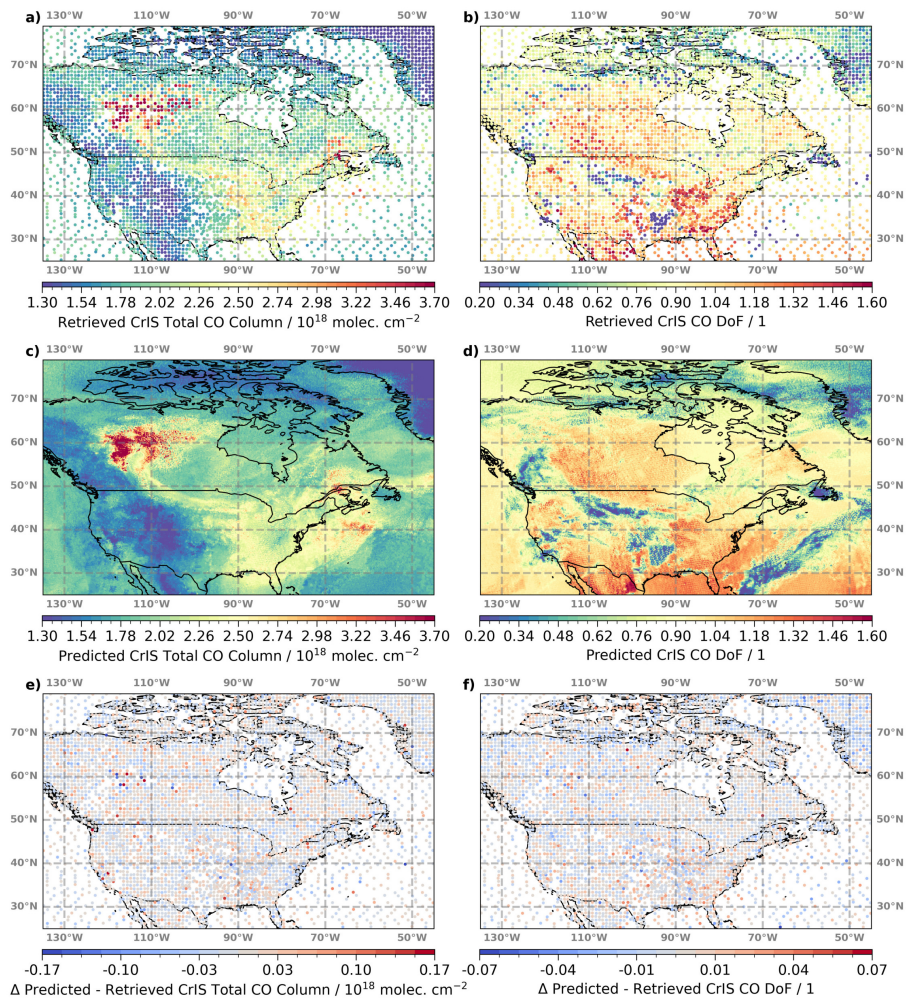 a) 130°W 110°W 90°W 70°W 50°W
70°N
60°N
50°N
40°N
30°N
130°W 110°W 90°W 70°W 50°W
1.30 1.54 1.78 2.02 2.26 2.50 2.74 2.98 3.22 3.46 3.70
Retrieved CrIS Total CO Column / 10¹⁸ molec. cm⁻²
b) 130°W 110°W 90°W 70°W 50°W
70°N
60°N
50°N
40°N
30°N
130°W 110°W 90°W 70°W 50°W
0.20 0.34 0.48 0.62 0.76 0.90 1.04 1.18 1.32 1.46 1.60
Retrieved CrIS CO DoF / 1
c) 130°W 110°W 90°W 70°W 50°W
70°N
60°N
50°N
40°N
30°N
130°W 110°W 90°W 70°W 50°W
1.30 1.54 1.78 2.02 2.26 2.50 2.74 2.98 3.22 3.46 3.70
Predicted CrIS Total CO Column / 10¹⁸ molec. cm⁻²
d) 130°W 110°W 90°W 70°W 50°W
70°N
60°N
50°N
40°N
30°N
130°W 110°W 90°W 70°W 50°W
0.20 0.34 0.48 0.62 0.76 0.90 1.04 1.18 1.32 1.46 1.60
Predicted CrIS CO DoF / 1
e) 130°W 110°W 90°W 70°W 50°W
70°N
60°N
50°N
40°N
30°N
130°W 110°W 90°W 70°W 50°W
-0.17 -0.10 -0.03 0.03 0.10 0.17
Δ Predicted - Retrieved CrIS Total CO Column / 10¹⁸ molec. cm⁻²
f) 130°W 110°W 90°W 70°W 50°W
70°N
60°N
50°N
40°N
30°N
130°W 110°W 90°W 70°W 50°W
-0.07 -0.04 -0.01 0.01 0.04 0.07
Δ Predicted - Retrieved CrIS CO DoF / 1